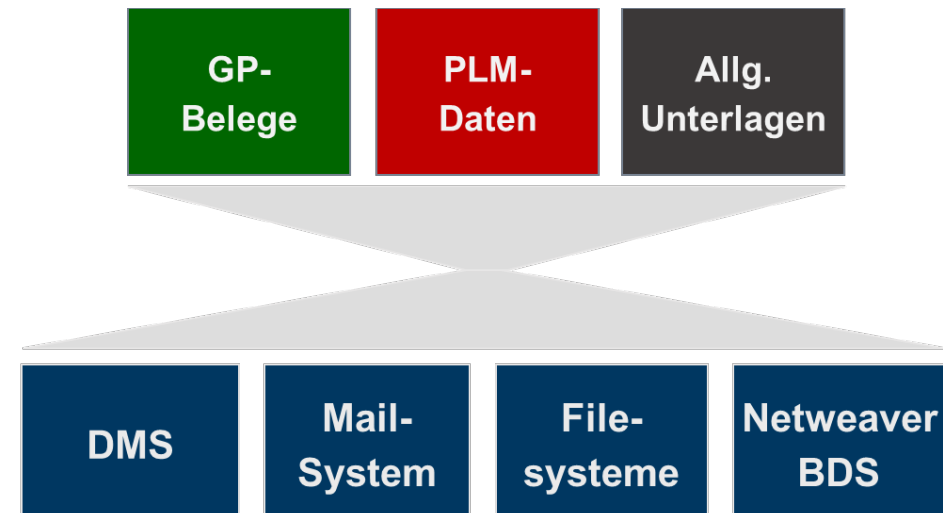 GP-
Belege
PLM-
Daten
Allg.
Unterlagen
DMS
Mail-
System
File-
systeme
Netweaver
BDS